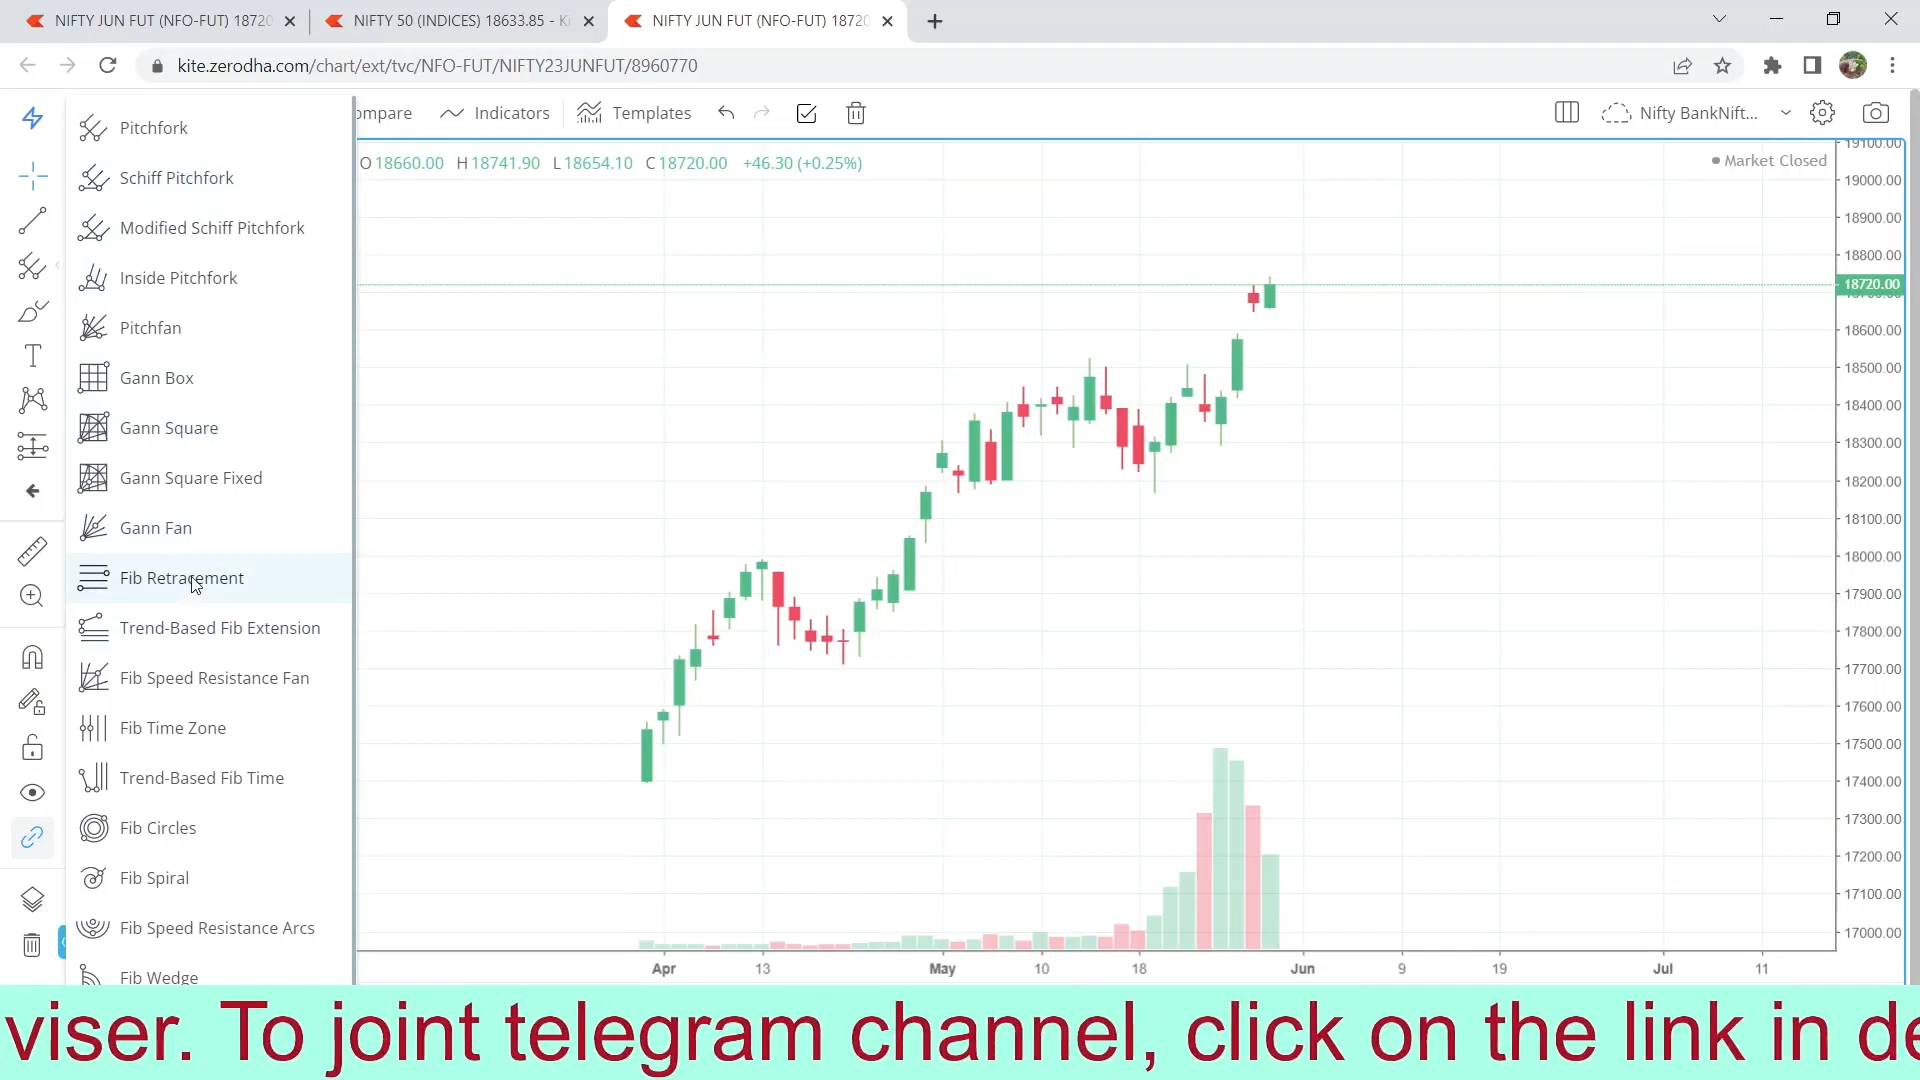 NIFTY JUN FUT (NFO-FUT) 18720
NIFTY 50 (INDICES) 18633.85 - Ki
NIFTY JUN FUT (NFO-FUT) 18720
kite.zerodha.com/chart/ext/tvc/NFO-FUT/NIFTY23JUNFUT/8960770
ompare
Indicators
Templates
Nifty BankNift...
O 18660.00 H 18741.90 L 18654.10 C 18720.00 +46.30 (+0.25%)
Market Closed
Pitchfork
Schiff Pitchfork
Modified Schiff Pitchfork
Inside Pitchfork
Pitchfan
Gann Box
Gann Square
Gann Square Fixed
Gann Fan
Fib Retracement
Trend-Based Fib Extension
Fib Speed Resistance Fan
Fib Time Zone
Trend-Based Fib Time
Fib Circles
Fib Spiral
Fib Speed Resistance Arcs
Fib Wedge
19100.00
19000.00
18900.00
18800.00
18720.00
18600.00
18500.00
18400.00
18300.00
18200.00
18100.00
18000.00
17900.00
17800.00
17700.00
17600.00
17500.00
17400.00
17300.00
17200.00
17100.00
17000.00
Apr 13 May 10 18 Jun 9 19 Jul 11
viser. To joint telegram channel, click on the link in de